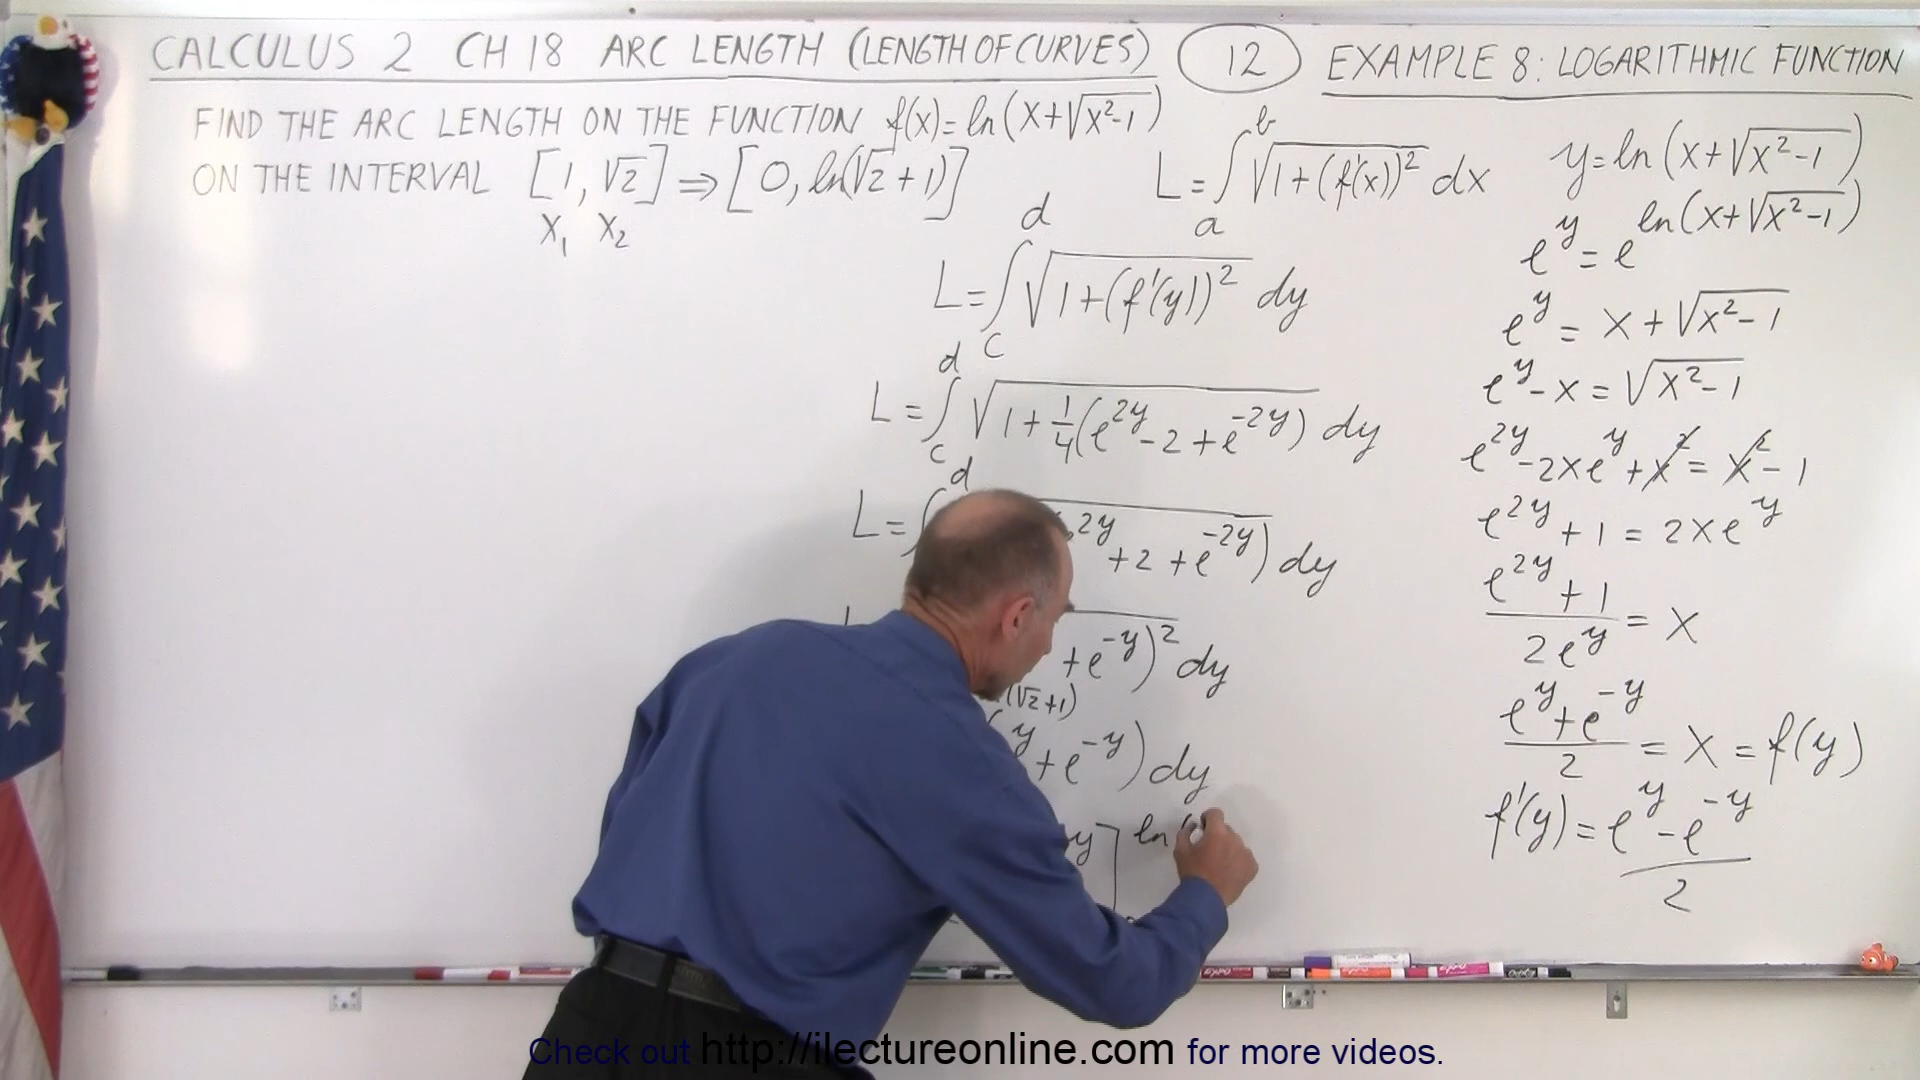 CALCULUS 2 CH 18 ARC LENGTH (LENGTH OF CURVES) 12 EXAMPLE 8: LOGARITHMIC FUNCTION
FIND THE ARC LENGTH ON THE FUNCTION f(x)=ln(x+√(x²-1))
ON THE INTERVAL [1, √2] ⇒ [0, ln(√2+1)]
x₁ x₂
L = ∫ₐᵇ √(1+(f'(x))²) dx
L = ∫_c^d √(1+(f'(y))²) dy
L = ∫_c^d √(1+¼(e^(2y)-2+e^(-2y))) dy
L = ∫^d 2y +2 +e^(-2y)) dy
+e^(-y))² dy
(√2+1)
y +e^(-y)) dy
y] ln(
y=ln(x+√(x²-1))
e^y = e^(ln(x+√(x²-1)))
e^y = x+√(x²-1)
e^y - x = √(x²-1)
e^(2y) - 2xe^y + x² = x² - 1
e^(2y) + 1 = 2xe^y
(e^(2y) + 1)/(2e^y) = x
(e^y + e^(-y))/2 = x = f(y)
f'(y) = (e^y - e^(-y))/2
Check out http://ilectureonline.com for more videos.